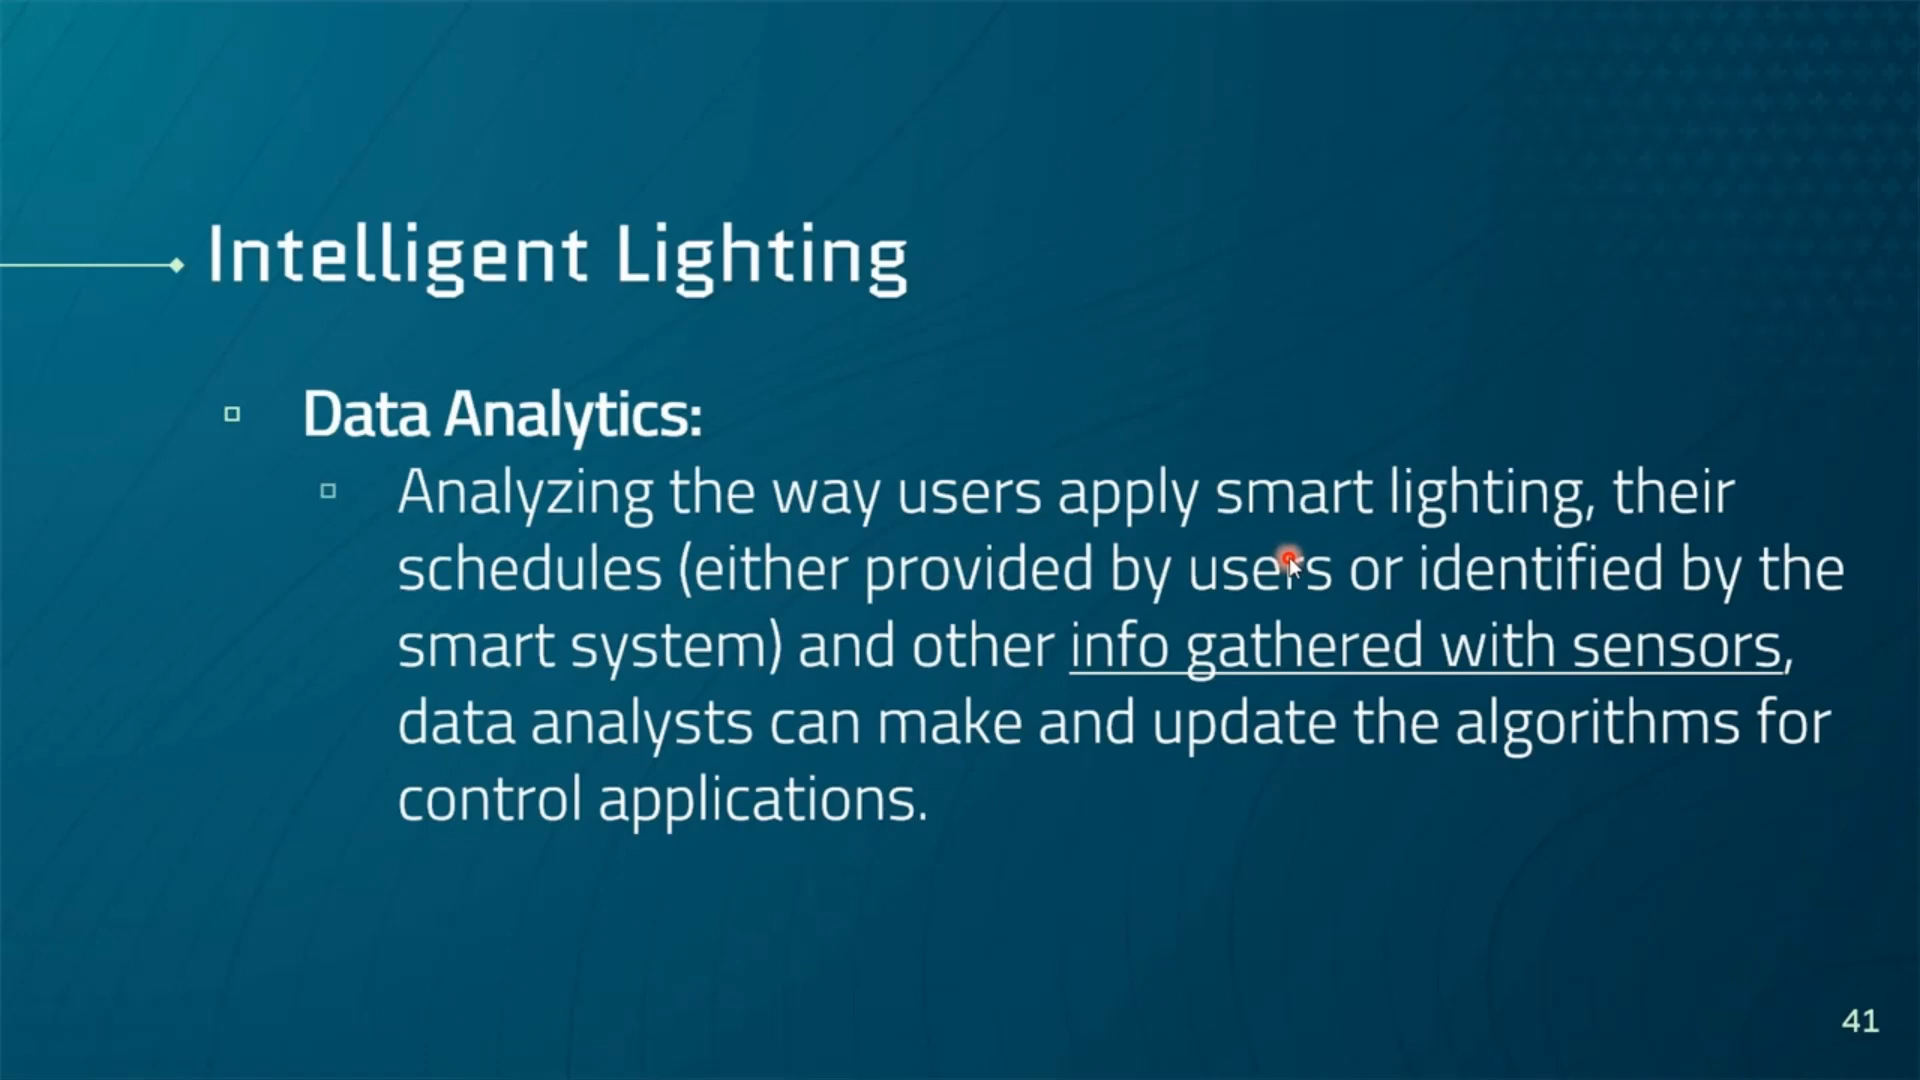 Intelligent Lighting
Data Analytics:
Analyzing the way users apply smart lighting, their
schedules (either provided by users or identified by the
smart system) and other info gathered with sensors,
data analysts can make and update the algorithms for
control applications.
41